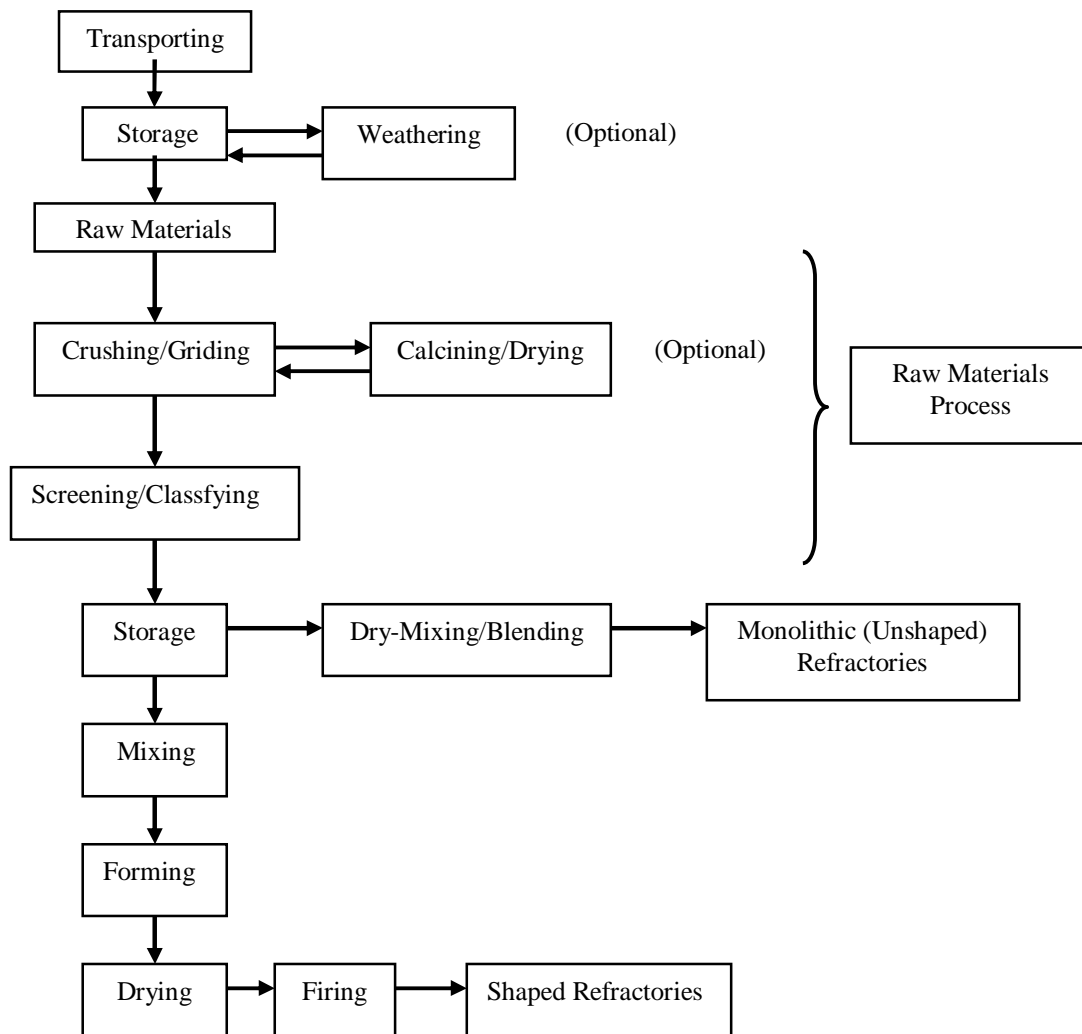 Transporting
Storage
Weathering
(Optional)
Raw Materials
Crushing/Griding
Calcining/Drying
(Optional)
Raw Materials
Process
Screening/Classfying
Storage
Dry-Mixing/Blending
Monolithic (Unshaped)
Refractories
Mixing
Forming
Drying
Firing
Shaped Refractories